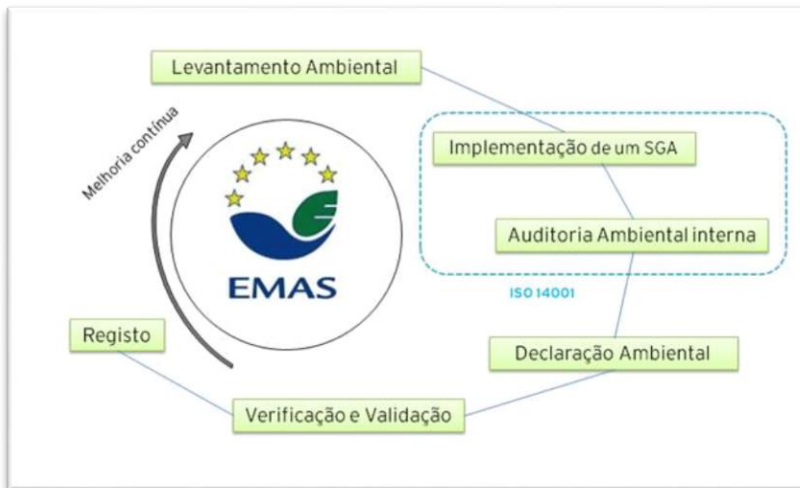 Levantamento Ambiental
Melhoria contínua
Implementação de um SGA
Auditoria Ambiental interna
EMAS
ISO 14001
Registo
Declaração Ambiental
Verificação e Validação